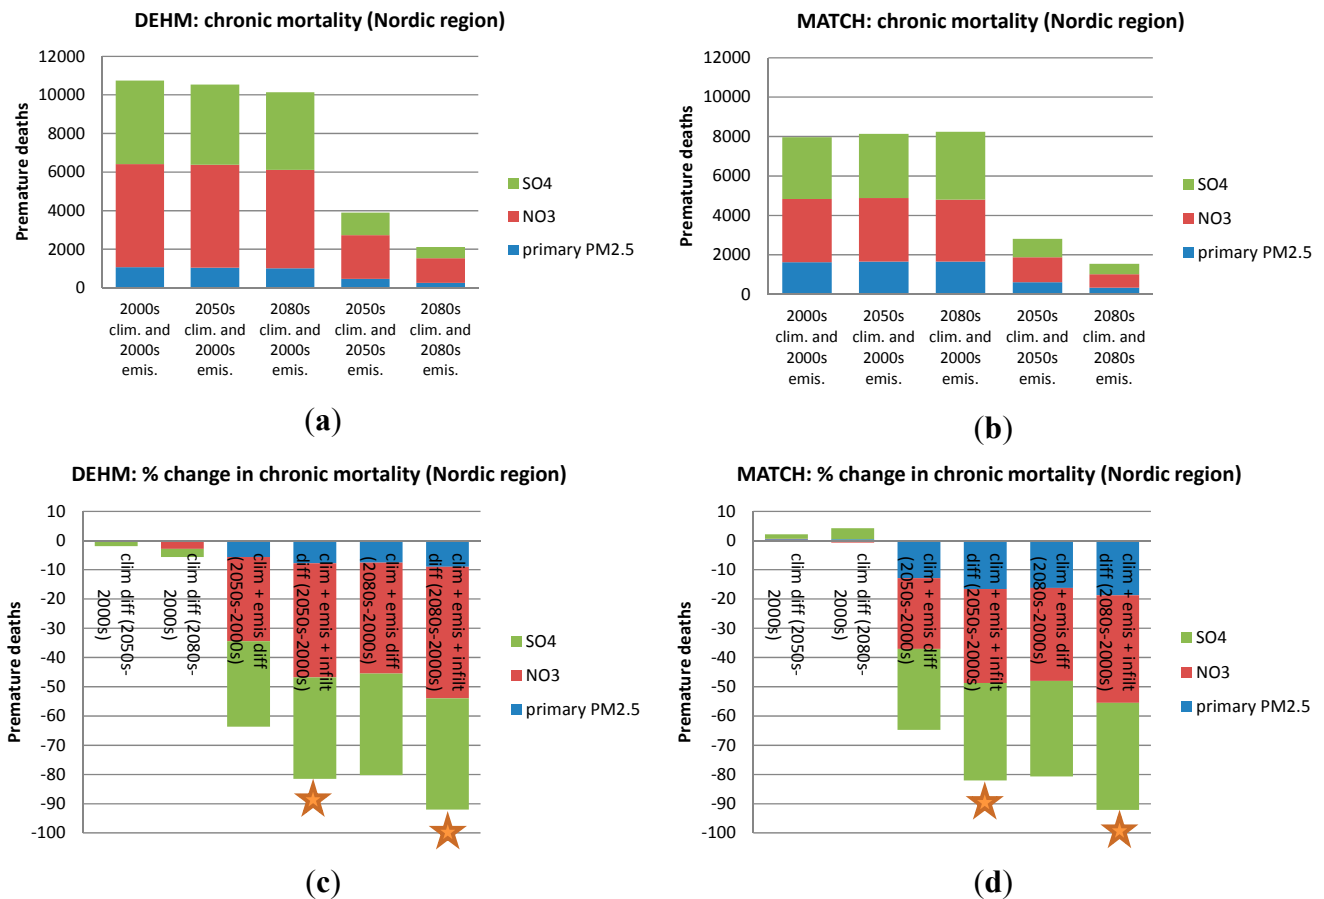 DEHM: chronic mortality (Nordic region)
Premature deaths
12000
10000
8000
6000
4000
2000
0
2000s
clim. and
2000s
emis.
2050s
clim. and
2000s
emis.
2080s
clim. and
2000s
emis.
2050s
clim. and
2050s
emis.
2080s
clim. and
2080s
emis.
SO4
NO3
primary PM2.5
(a)
MATCH: chronic mortality (Nordic region)
Premature deaths
12000
10000
8000
6000
4000
2000
0
2000s
clim. and
2000s
emis.
2050s
clim. and
2000s
emis.
2080s
clim. and
2000s
emis.
2050s
clim. and
2050s
emis.
2080s
clim. and
2080s
emis.
SO4
NO3
primary PM2.5
(b)
DEHM: % change in chronic mortality (Nordic region)
Premature deaths
10
0
-10
-20
-30
-40
-50
-60
-70
-80
-90
-100
clim diff (2050s-
2000s)
clim diff (2080s-
2000s)
clim + emis diff
(2050s-2000s)
clim + emis + infilt
diff (2050s-2000s)
clim + emis diff
(2080s-2000s)
clim + emis + infilt
diff (2080s-2000s)
SO4
NO3
primary PM2.5
(c)
MATCH: % change in chronic mortality (Nordic region)
Premature deaths
10
0
-10
-20
-30
-40
-50
-60
-70
-80
-90
-100
clim diff (2050s-
2000s)
clim diff (2080s-
2000s)
clim + emis diff
(2050s-2000s)
clim + emis + infilt
diff (2050s-2000s)
clim + emis diff
(2080s-2000s)
clim + emis + infilt
diff (2080s-2000s)
SO4
NO3
primary PM2.5
(d)